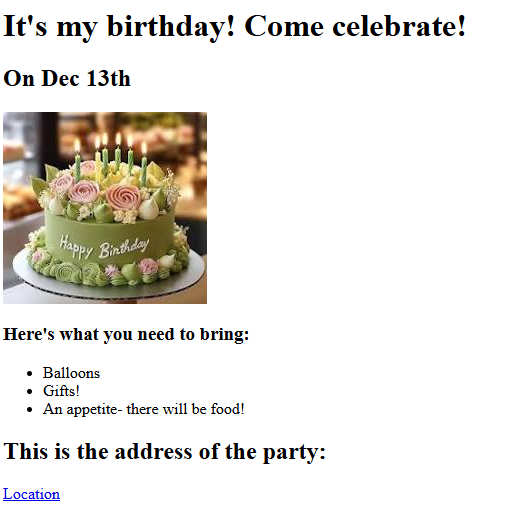 It's my birthday! Come celebrate!
On Dec 13th
Happy Birthday
Here's what you need to bring:
Balloons
Gifts!
An appetite- there will be food!
This is the address of the party:
Location